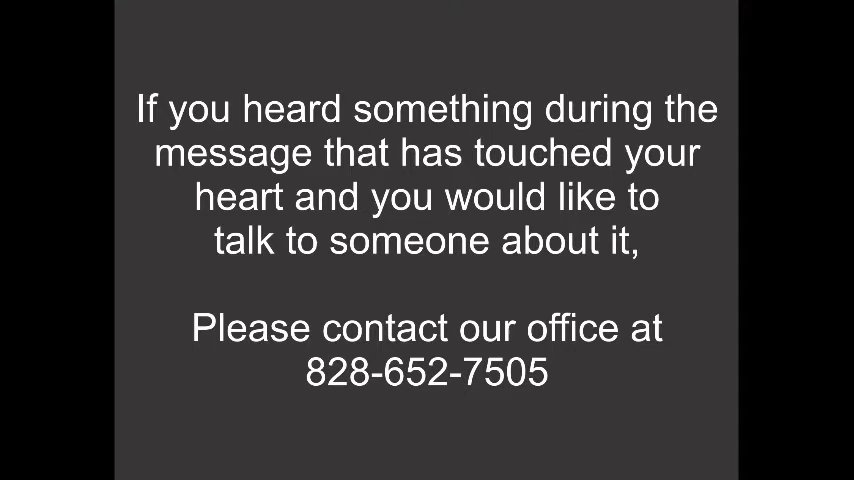 If you heard something during the
message that has touched your
heart and you would like to
talk to someone about it,
Please contact our office at
828-652-7505